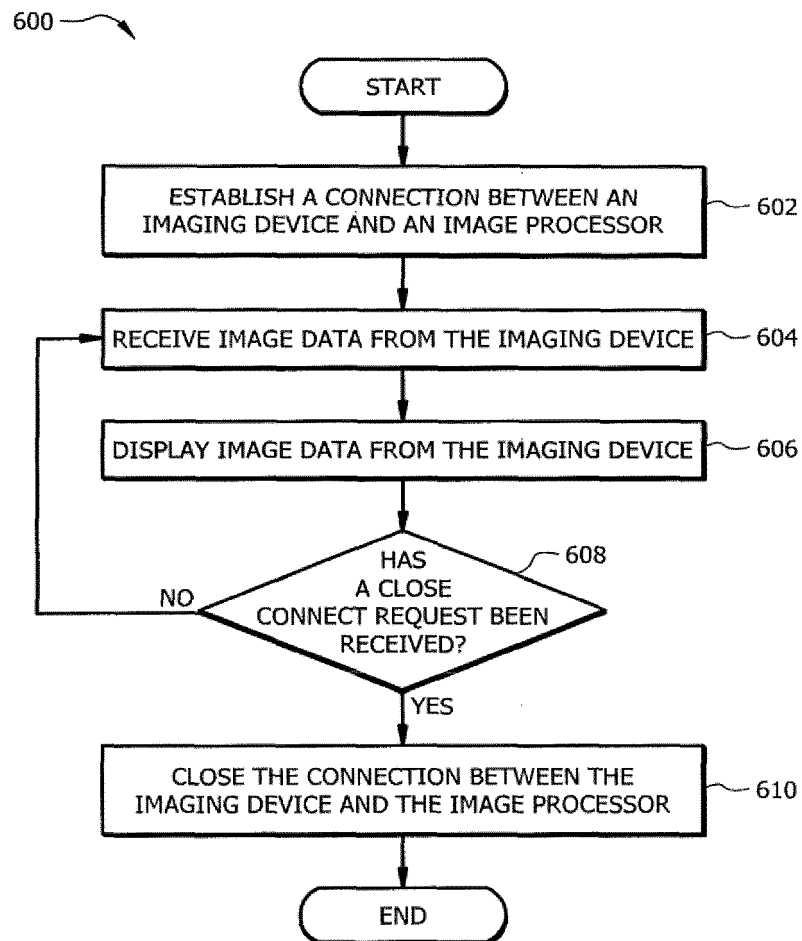 600
START
ESTABLISH A CONNECTION BETWEEN AN
IMAGING DEVICE AND AN IMAGE PROCESSOR
602
RECEIVE IMAGE DATA FROM THE IMAGING DEVICE
604
DISPLAY IMAGE DATA FROM THE IMAGING DEVICE
606
HAS
A CLOSE
CONNECT REQUEST BEEN
RECEIVED?
608
NO
YES
CLOSE THE CONNECTION BETWEEN THE
IMAGING DEVICE AND THE IMAGE PROCESSOR
610
END